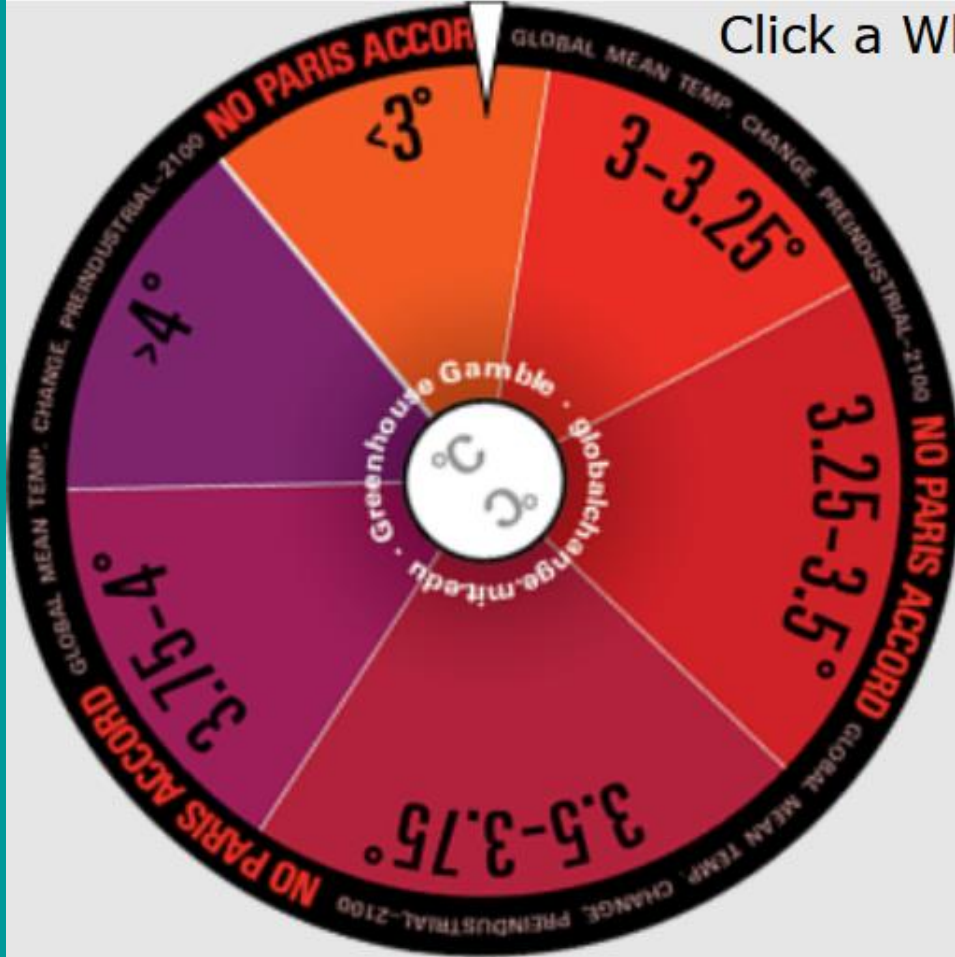 Click a Wh
NO PARIS ACCOR
GLOBAL MEAN TEMP. CHANGE, PREINDUSTRIAL-2100
NO PARIS ACCORD
GLOBAL MEAN TEMP. CHANGE, PREINDUSTRIAL-2100
NO PARIS ACCORD
GLOBAL MEAN TEMP. CHANGE, PREINDUSTRIAL-2100
<3°
3-3.25°
3.25-3.5°
3.5-3.75°
3.75-4°
>4°
Greenhouse Gamble · globalchange.mit.edu ·
°C
°C